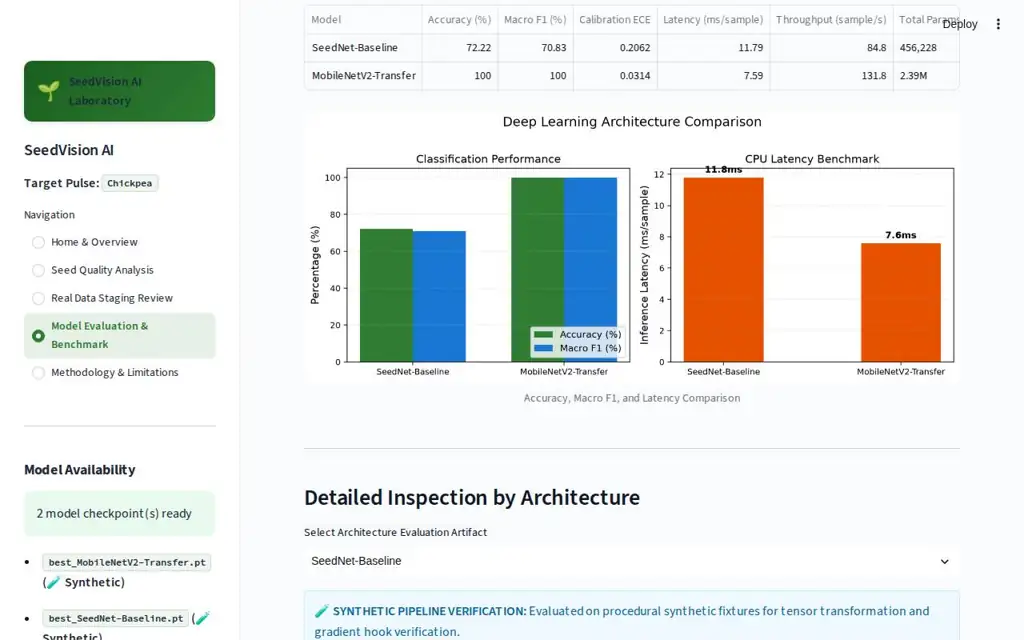 SeedVision AI
Laboratory
SeedVision AI
Target Pulse: Chickpea
Navigation
Home & Overview
Seed Quality Analysis
Real Data Staging Review
Model Evaluation &
Benchmark
Methodology & Limitations
Model Availability
2 model checkpoint(s) ready
best_MobileNetV2-Transfer.pt
(🧪 Synthetic)
best_SeedNet-Baseline.pt (🧪
Synthetic)
Deploy
Model Accuracy (%) Macro F1 (%) Calibration ECE Latency (ms/sample) Throughput (sample/s) Total Params
SeedNet-Baseline 72.22 70.83 0.2062 11.79 84.8 456,228
MobileNetV2-Transfer 100 100 0.0314 7.59 131.8 2.39M
Deep Learning Architecture Comparison
Classification Performance
Percentage (%)
100
80
60
40
20
0
SeedNet-Baseline MobileNetV2-Transfer
Accuracy (%)
Macro F1 (%)
CPU Latency Benchmark
Inference Latency (ms/sample)
12
10
8
6
4
2
0
11.8ms
7.6ms
SeedNet-Baseline MobileNetV2-Transfer
Accuracy, Macro F1, and Latency Comparison
Detailed Inspection by Architecture
Select Architecture Evaluation Artifact
SeedNet-Baseline
🧪 SYNTHETIC PIPELINE VERIFICATION: Evaluated on procedural synthetic fixtures for tensor transformation and
gradient hook verification.